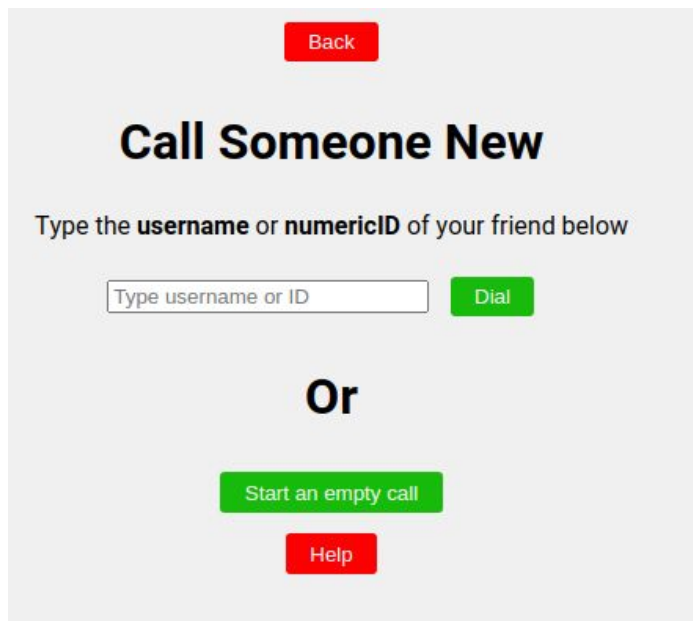 Back
Call Someone New
Type the username or numericID of your friend below
Type username or ID
Dial
Or
Start an empty call
Help